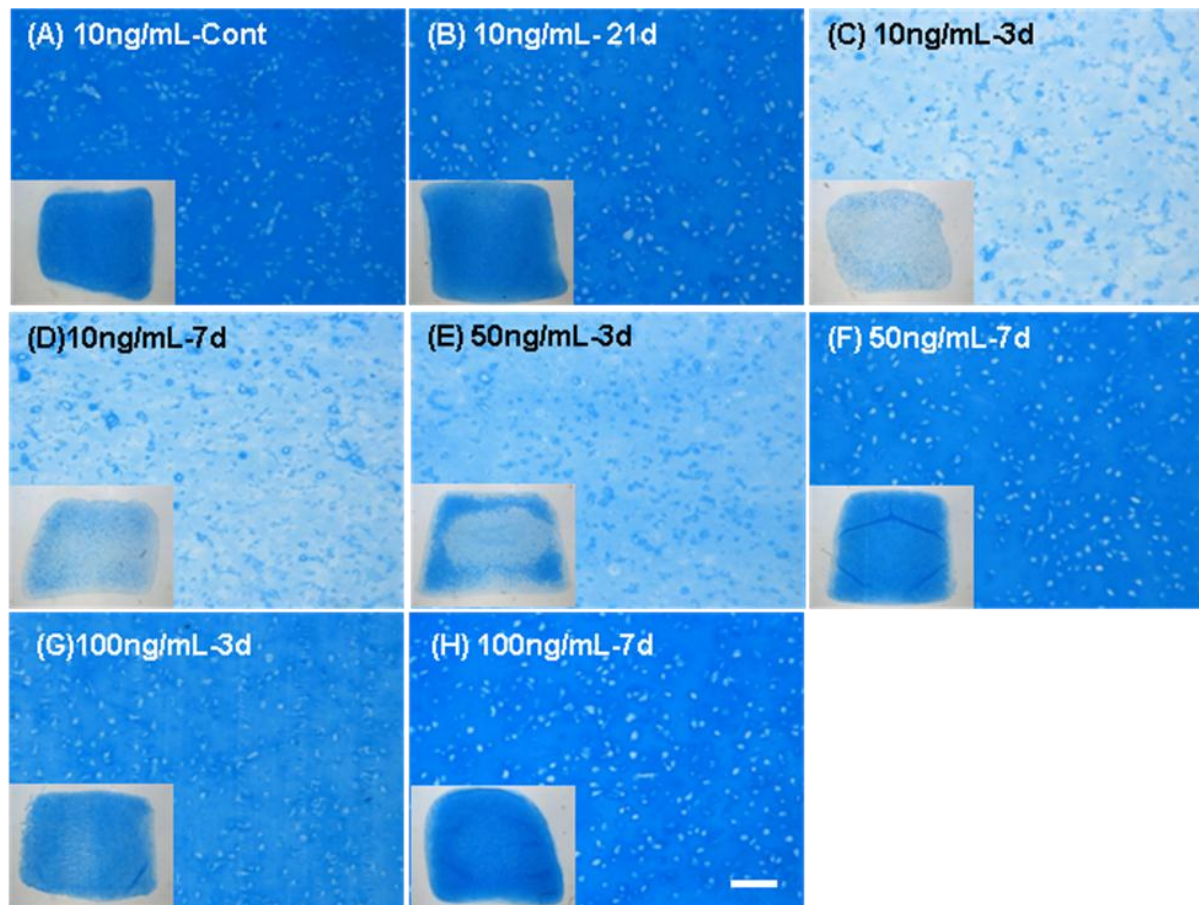 (A) 10ng/mL-Cont
(B) 10ng/mL- 21d
(C) 10ng/mL-3d
(D)10ng/mL-7d
(E) 50ng/mL-3d
(F) 50ng/mL-7d
(G)100ng/mL-3d
(H) 100ng/mL-7d